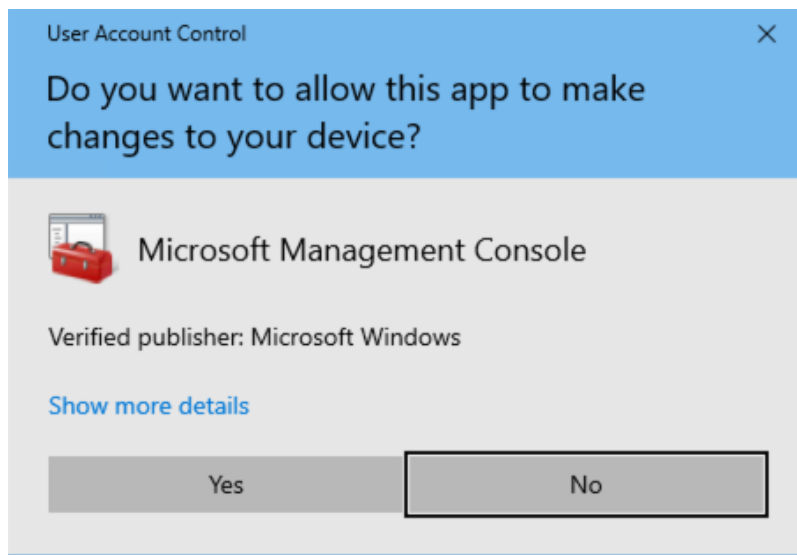 User Account Control
Do you want to allow this app to make
changes to your device?
Microsoft Management Console
Verified publisher: Microsoft Windows
Show more details
Yes
No